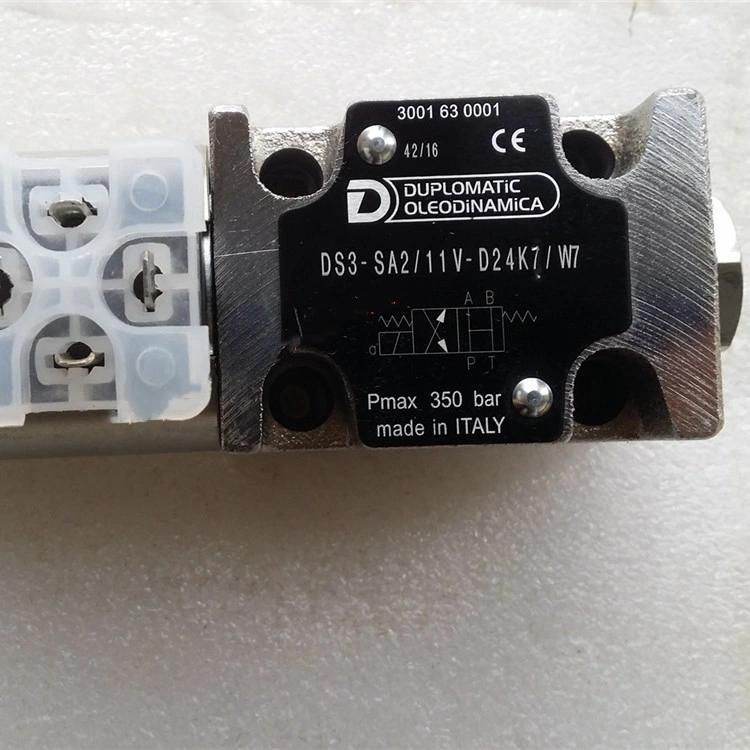 3001 63 0001
42/16 CE
D DUPLOMATiC
OLEODiNAMiCA
DS3-SA2/11V-D24K7/W7
A B
a
P T
Pmax 350 bar
made in ITALY